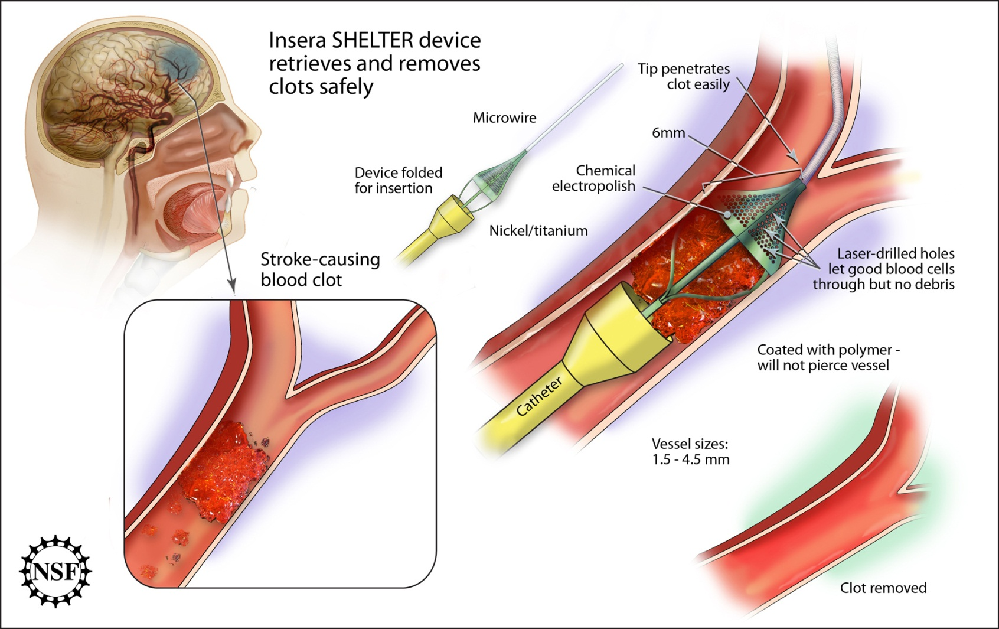 Insera SHELTER device
retrieves and removes
clots safely
Microwire
Device folded
for insertion
Nickel/titanium
Stroke-causing
blood clot
Tip penetrates
clot easily
6mm
Chemical
electropolish
Laser-drilled holes
let good blood cells
through but no debris
Catheter
Coated with polymer -
will not pierce vessel
Vessel sizes:
1.5 - 4.5 mm
Clot removed
NSF